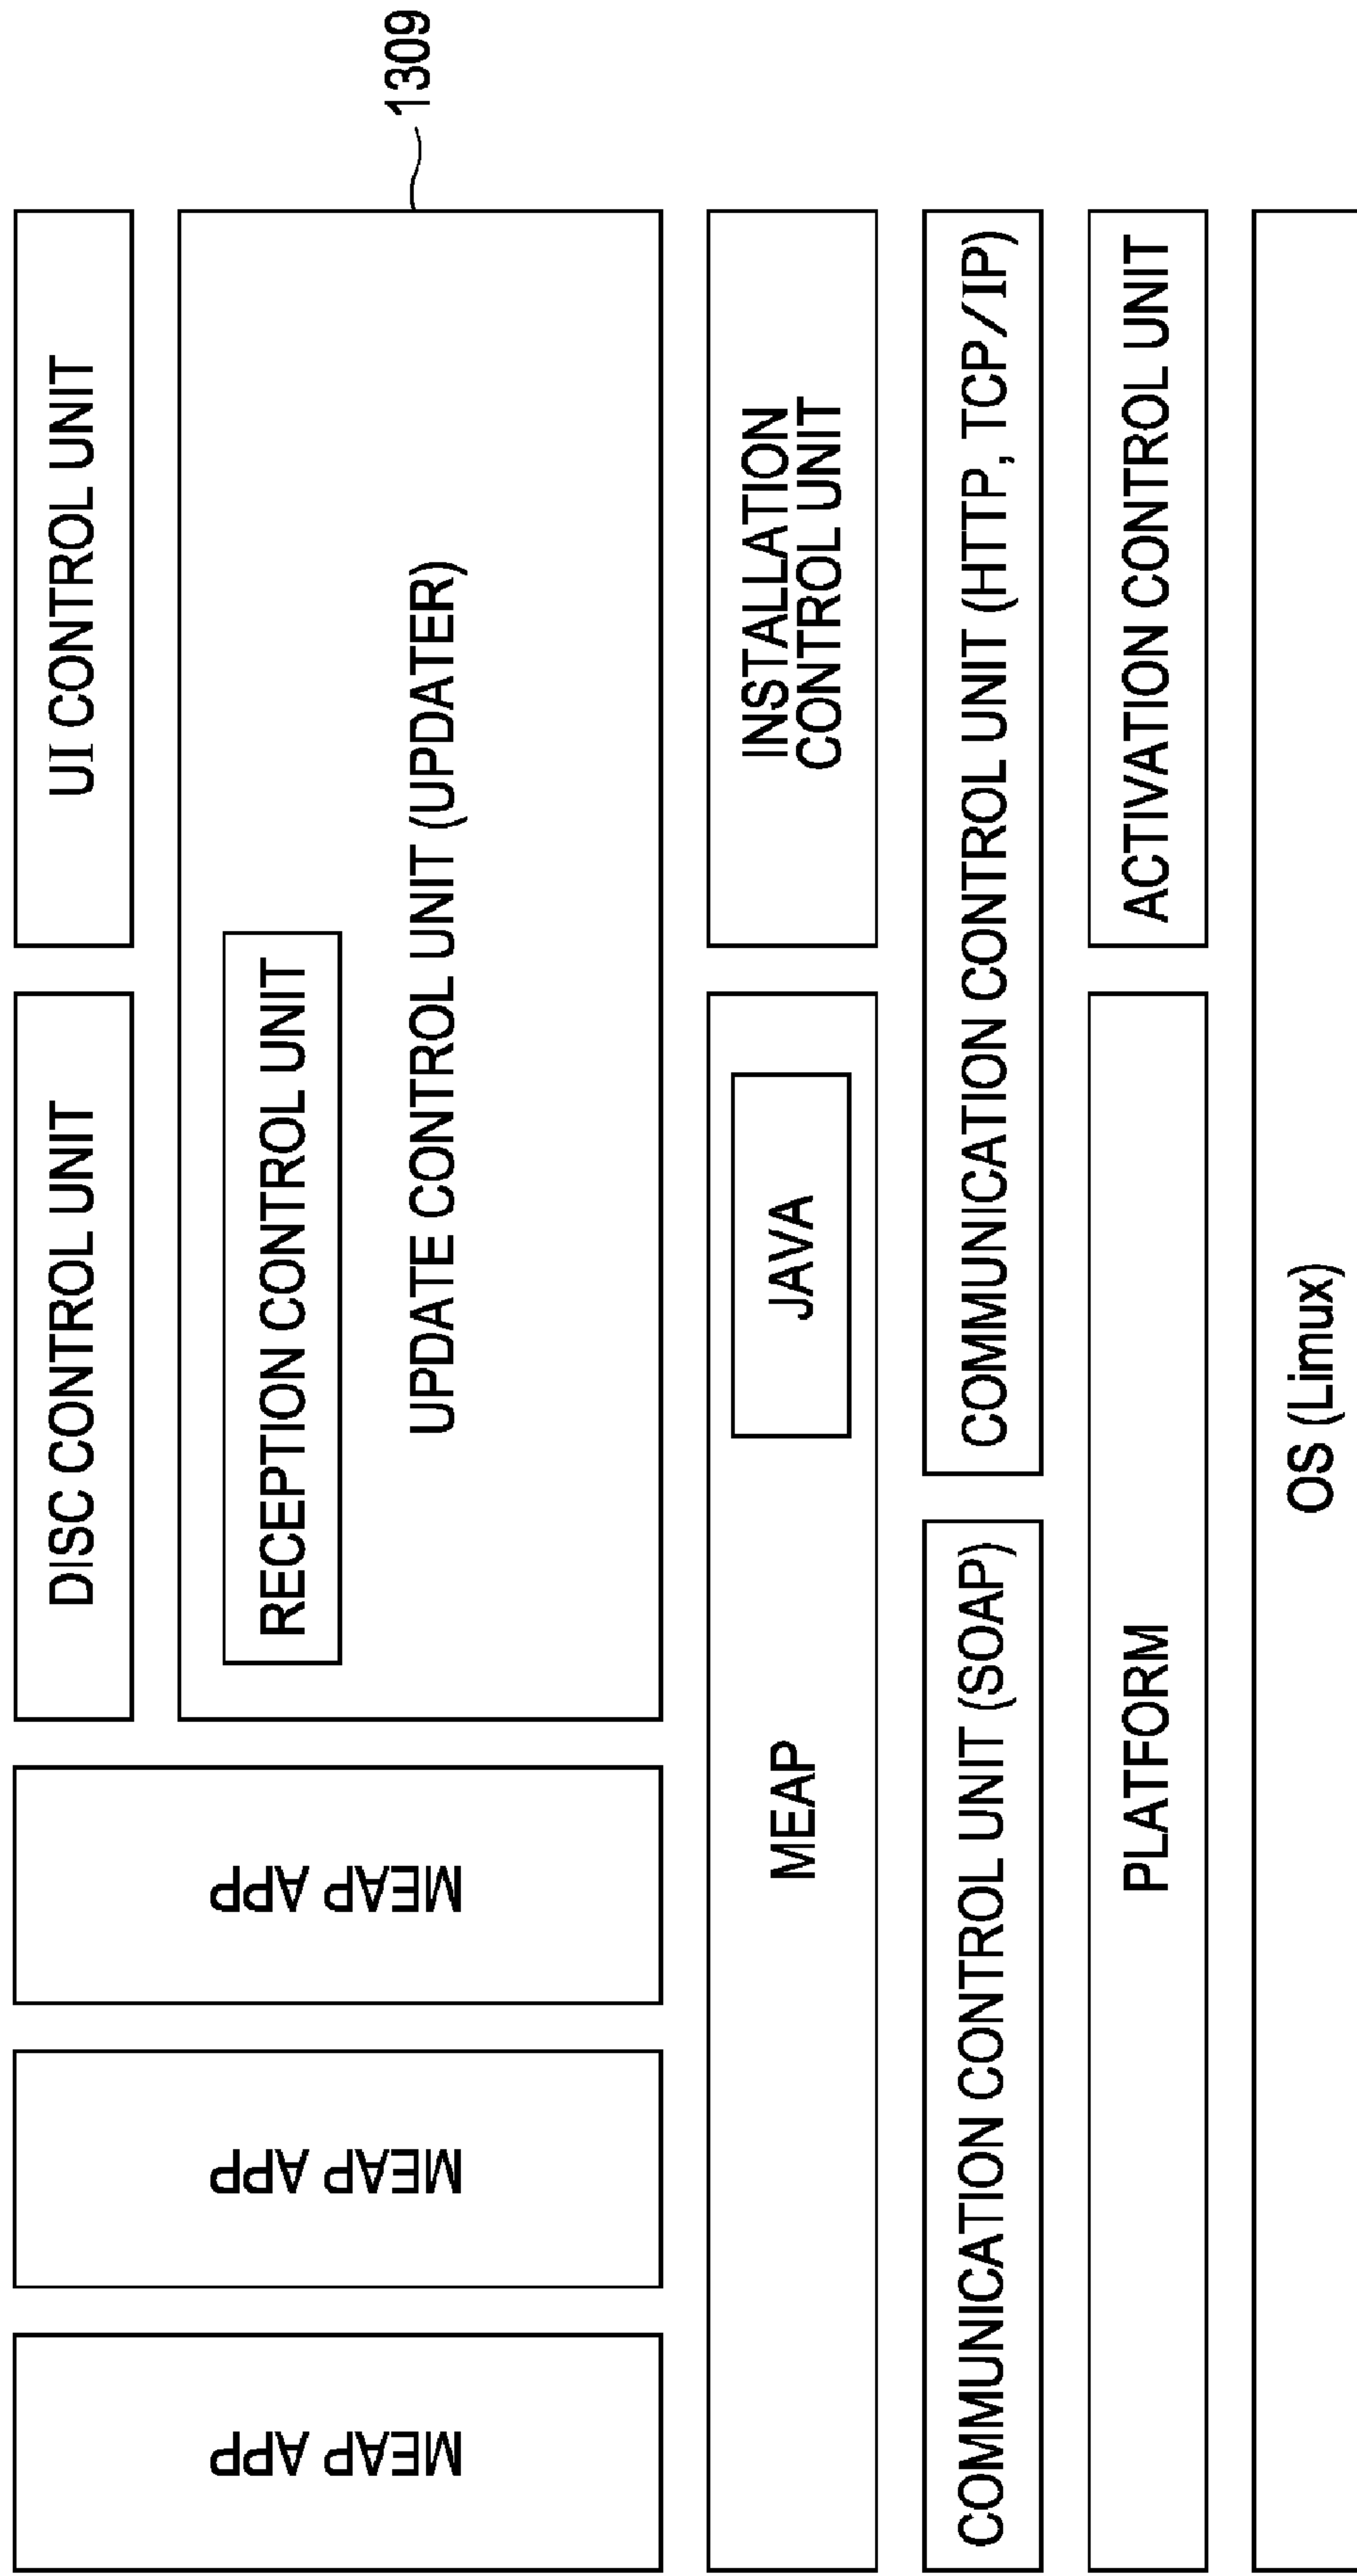 DISC CONTROL UNIT
UI CONTROL UNIT
MEAP APP
MEAP APP
MEAP APP
RECEPTION CONTROL UNIT
UPDATE CONTROL UNIT (UPDATER)
1309
MEAP
JAVA
INSTALLATION
CONTROL UNIT
COMMUNICATION CONTROL UNIT (SOAP)
COMMUNICATION CONTROL UNIT (HTTP, TCP/IP)
PLATFORM
ACTIVATION CONTROL UNIT
OS (Limux)